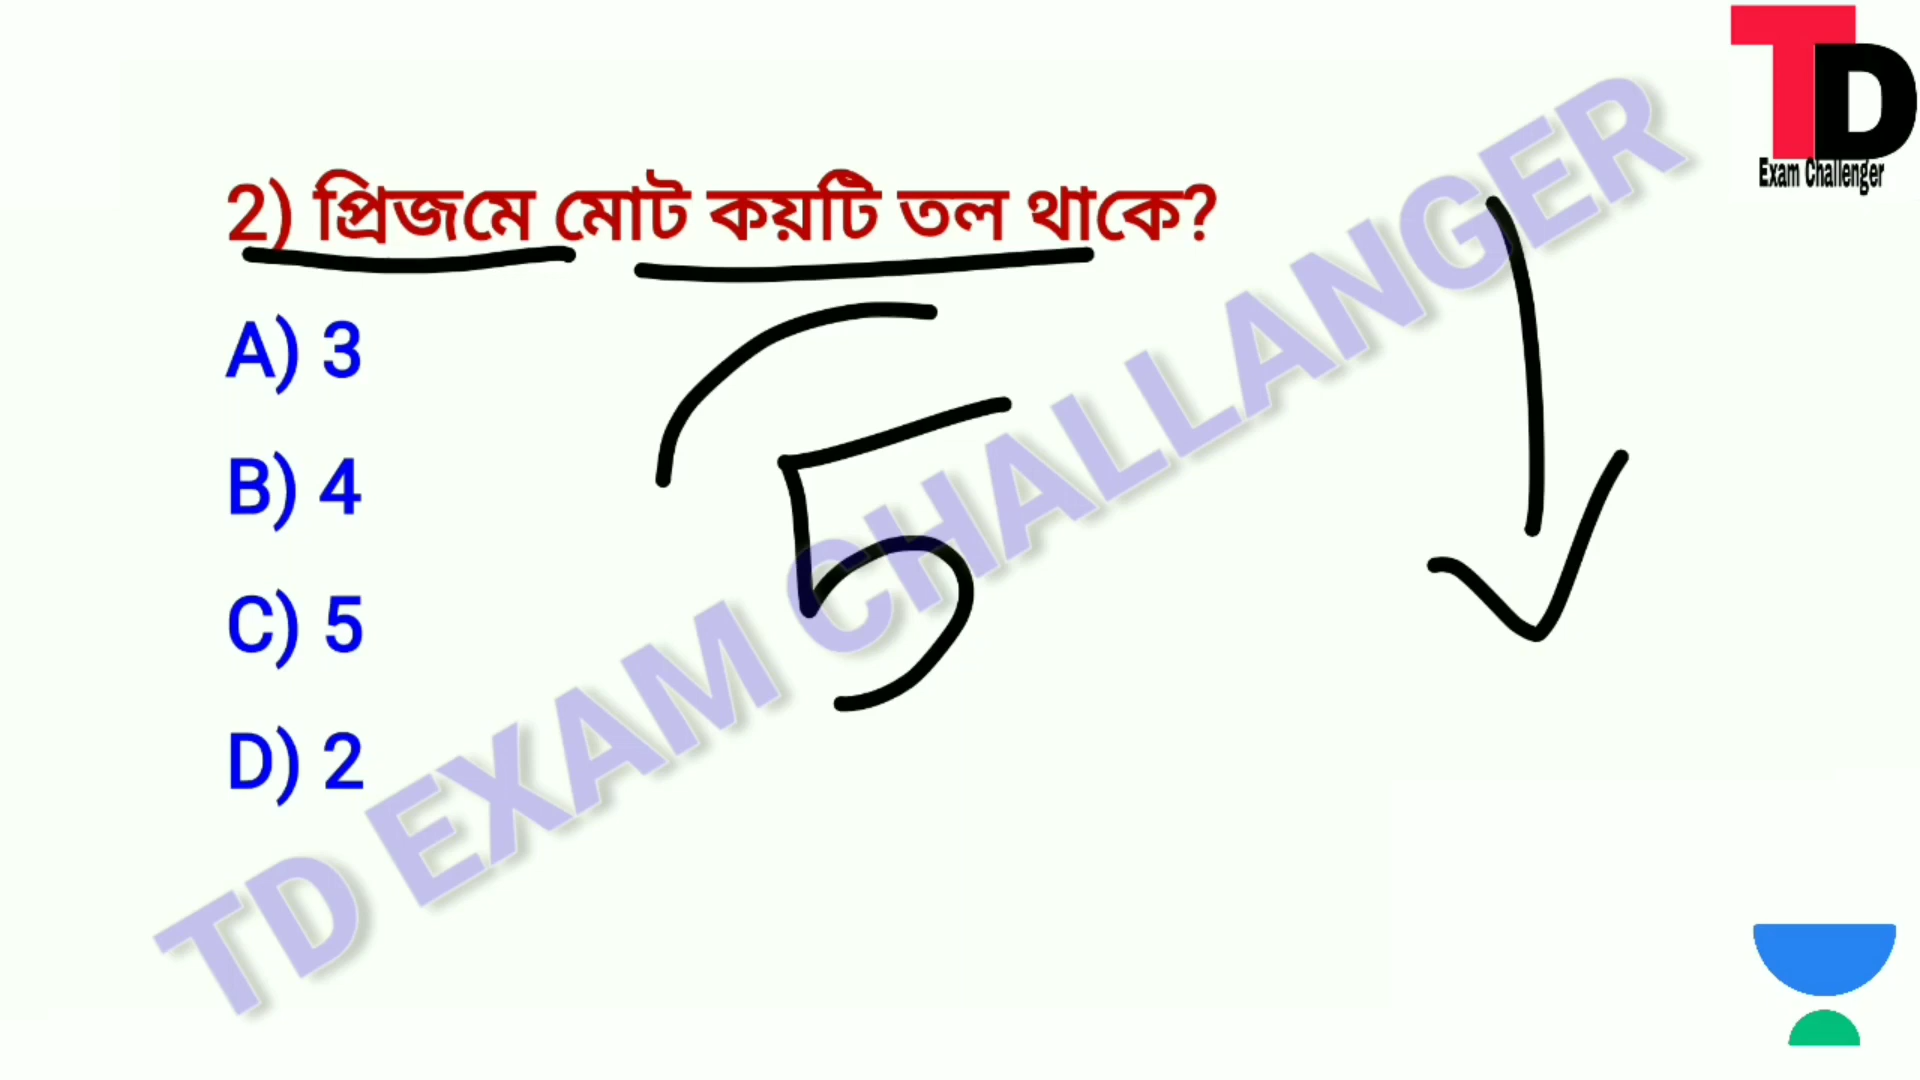 TD
Exam Challenger
2) প্রিজমে মোট কয়টি তল থাকে?
A) 3
B) 4
C) 5
D) 2
5
TD EXAM CHALLANGER